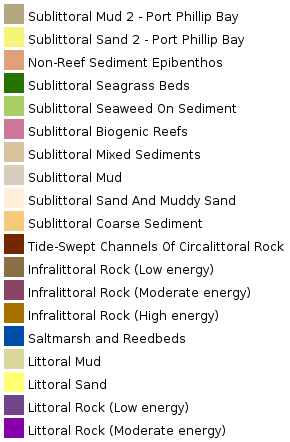 Sublittoral Mud 2 - Port Phillip Bay
Sublittoral Sand 2 - Port Phillip Bay
Non-Reef Sediment Epibenthos
Sublittoral Seagrass Beds
Sublittoral Seaweed On Sediment
Sublittoral Biogenic Reefs
Sublittoral Mixed Sediments
Sublittoral Mud
Sublittoral Sand And Muddy Sand
Sublittoral Coarse Sediment
Tide-Swept Channels Of Circalittoral Rock
Infralittoral Rock (Low energy)
Infralittoral Rock (Moderate energy)
Infralittoral Rock (High energy)
Saltmarsh and Reedbeds
Littoral Mud
Littoral Sand
Littoral Rock (Low energy)
Littoral Rock (Moderate energy)